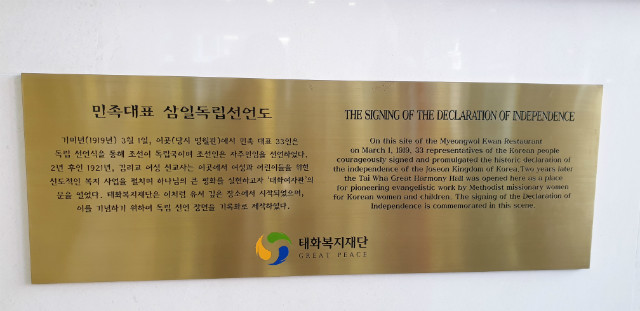 민족대표 삼일독립선언도
기미년(1919년) 3월 1일, 이곳(당시 명월관)에서 민족 대표 33인은
독립 선언식을 통해 조선이 독립국이며 조선인은 자주민임을 선언하였다.
2년 후인 1921년, 감리교 여성 선교사는 이곳에서 여성과 어린이들을 위한
선도적인 복지 사업을 펼치며 하나님의 큰 평화를 실현하고자 '태화여자관'의
문을 열었다. 태화복지재단은 이처럼 유서 깊은 장소에서 시작되었으며,
이를 기념하기 위하여 독립 선언 장면을 기록화로 제작하였다.
THE SIGNING OF THE DECLARATION OF INDEPENDENCE
On this site of the Myeongwol Kwan Restaurant
on March 1, 1919, 33 representatives of the Korean people
courageously signed and promulgated the historic declaration of
the independence of the Joseon Kingdom of Korea. Two years later
the Tai Wha Great Harmony Hall was opened here as a place
for pioneering evangelistic work by Methodist missionary women
for Korean women and children. The signing of the Declaration of
Independence is commemorated in this scene.
태화복지재단
GREAT PEACE